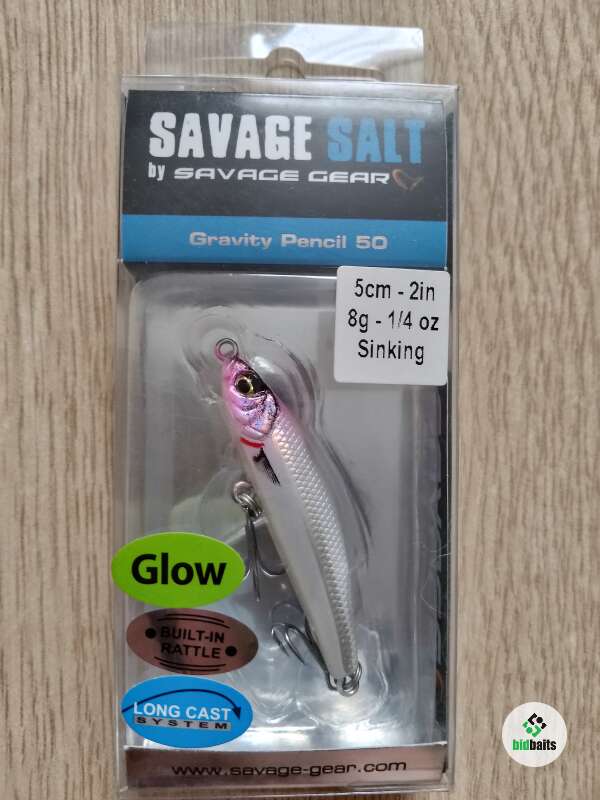 SAVAGE SALT
by SAVAGE GEAR
Gravity Pencil 50
5cm - 2in
8g - 1/4 oz
Sinking
Glow
BUILT-IN
RATTLE
LONG CAST
SYSTEM
www.savage-gear.com
bidbaits